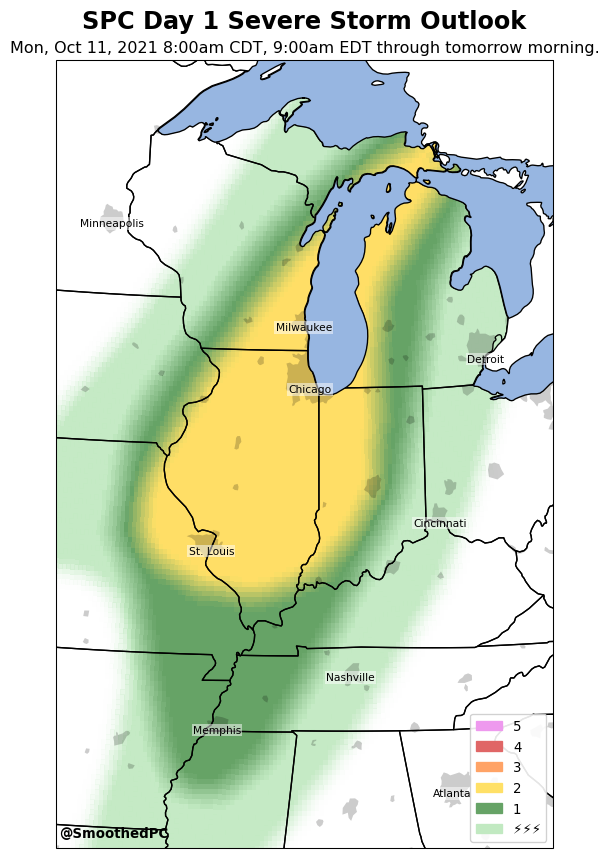 SPC Day 1 Severe Storm Outlook
Mon, Oct 11, 2021 8:00am CDT, 9:00am EDT through tomorrow morning.
Minneapolis
Milwaukee
Detroit
Chicago
Cincinnati
St. Louis
Nashville
Memphis
Atlanta
5
4
3
2
1
⚡⚡⚡
@SmoothedPC